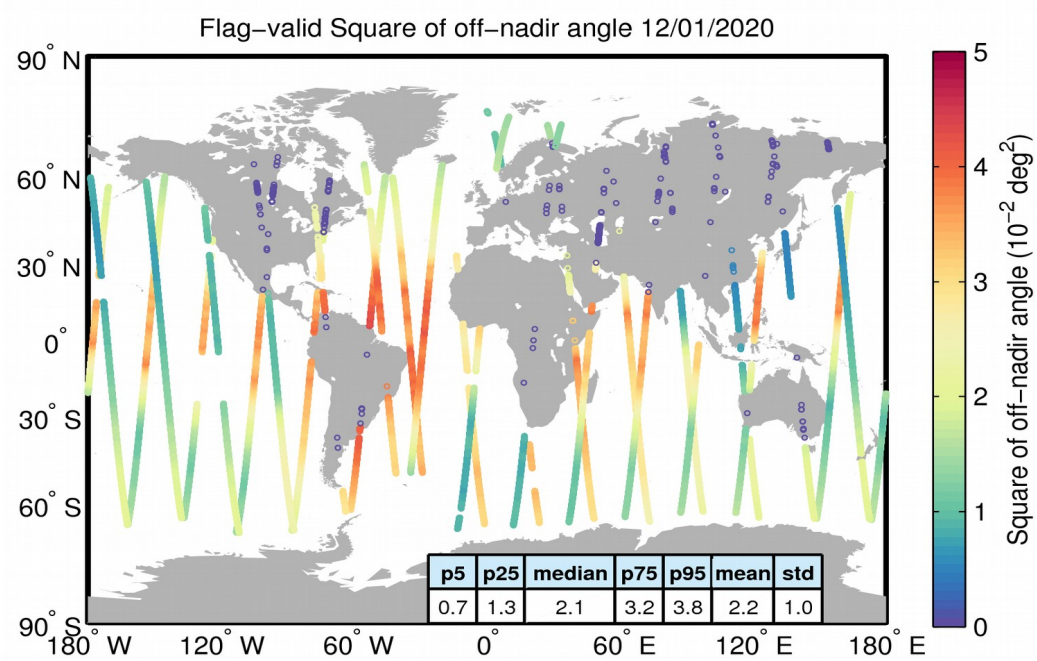 Flag−valid Square of off−nadir angle 12/01/2020
90° N
60° N
30° N
0°
30° S
60° S
90° S
180° W
120° W
60° W
0°
60° E
120° E
180° E
p5 p25 median p75 p95 mean std
0.7 1.3 2.1 3.2 3.8 2.2 1.0
5
4
3
2
1
0
Square of off−nadir angle (10⁻² deg²)